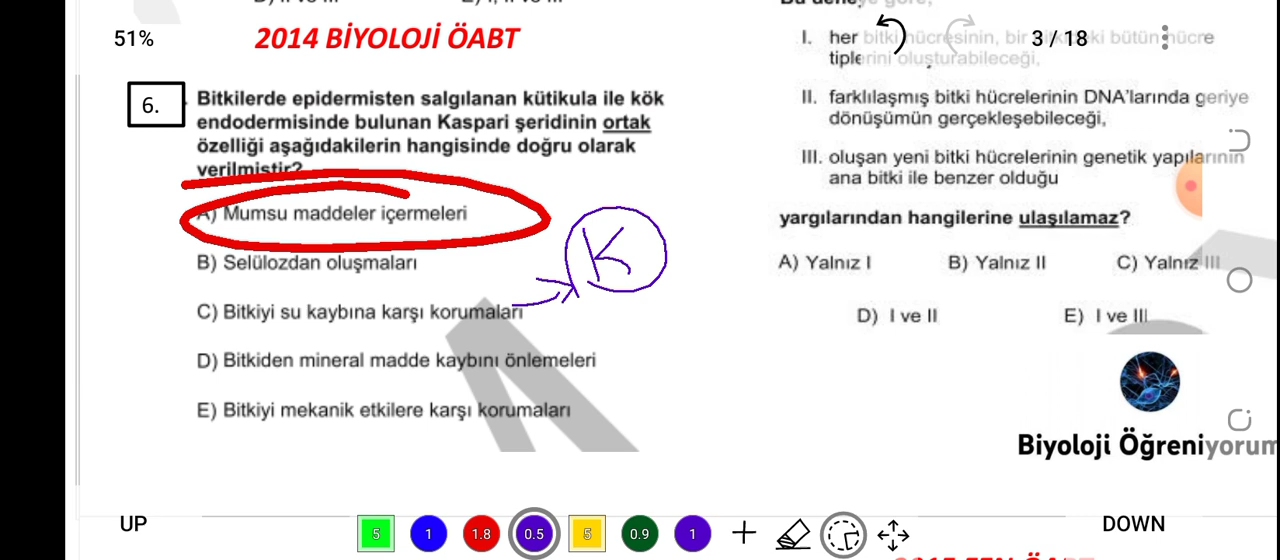 51%
2014 BİYOLOJİ ÖABT
6.
Bitkilerde epidermisten salgılanan kütikula ile kök
endodermisinde bulunan Kaspari şeridinin ortak
özelliği aşağıdakilerin hangisinde doğru olarak
verilmiştir?
A) Mumsu maddeler içermeleri
B) Selülozdan oluşmaları
C) Bitkiyi su kaybına karşı korumaları
K
D) Bitkiden mineral madde kaybını önlemeleri
E) Bitkiyi mekanik etkilere karşı korumaları
3 / 18
I. her bitki hücresinin, bir bütün hücre
tiplerini oluşturabileceği,
II. farklılaşmış bitki hücrelerinin DNA'larında geriye
dönüşümün gerçekleşebileceği,
III. oluşan yeni bitki hücrelerinin genetik yapılarının
ana bitki ile benzer olduğu
yargılarından hangilerine ulaşılamaz?
A) Yalnız I B) Yalnız II C) Yalnız III
D) I ve II E) I ve III
Biyoloji Öğreniyorum
UP
5 1 1.8 0.5 5 0.9 1
DOWN